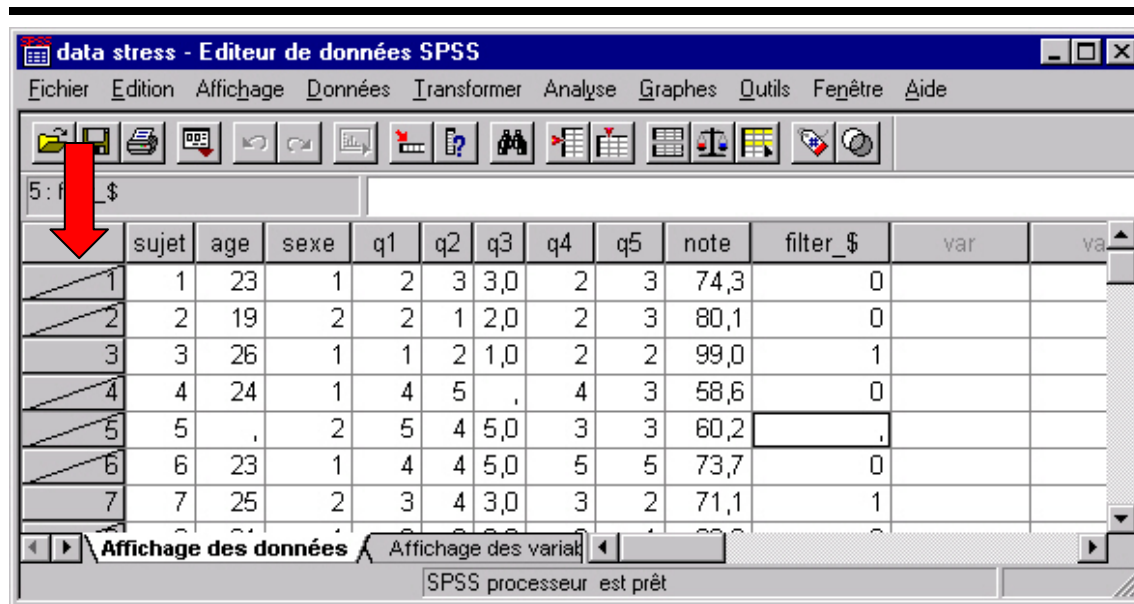 data stress - Editeur de données SPSS
Fichier Edition Affichage Données Transformer Analyse Graphes Outils Fenêtre Aide
5 : f _$
sujet age sexe q1 q2 q3 q4 q5 note filter_$ var va
1 1 23 1 2 3 3,0 2 3 74,3 0
2 2 19 2 2 1 2,0 2 3 80,1 0
3 3 26 1 1 2 1,0 2 2 99,0 1
4 4 24 1 4 5 , 4 3 58,6 0
5 5 , 2 5 4 5,0 3 3 60,2 ,
6 6 23 1 4 4 5,0 5 5 73,7 0
7 7 25 2 3 4 3,0 3 2 71,1 1
Affichage des données Affichage des variab
SPSS processeur est prêt